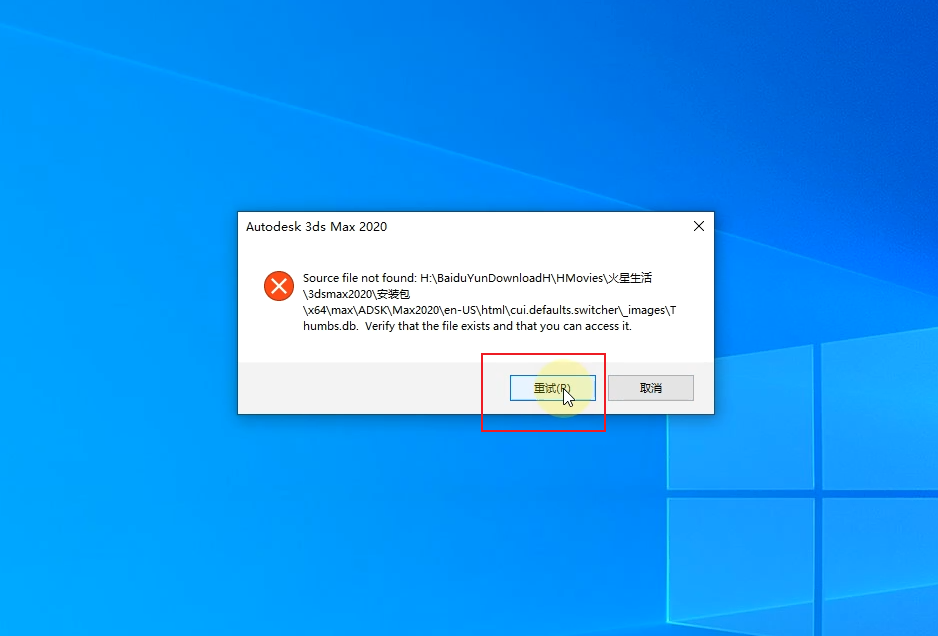 Autodesk 3ds Max 2020
Source file not found: H:\BaiduYunDownloadH\HMovies\火星生活
\3dsmax2020\安装包
\x64\max\ADSK\Max2020\en-US\html\cui.defaults.switcher\_images\T
humbs.db.  Verify that the file exists and that you can access it.
重试(R)
取消